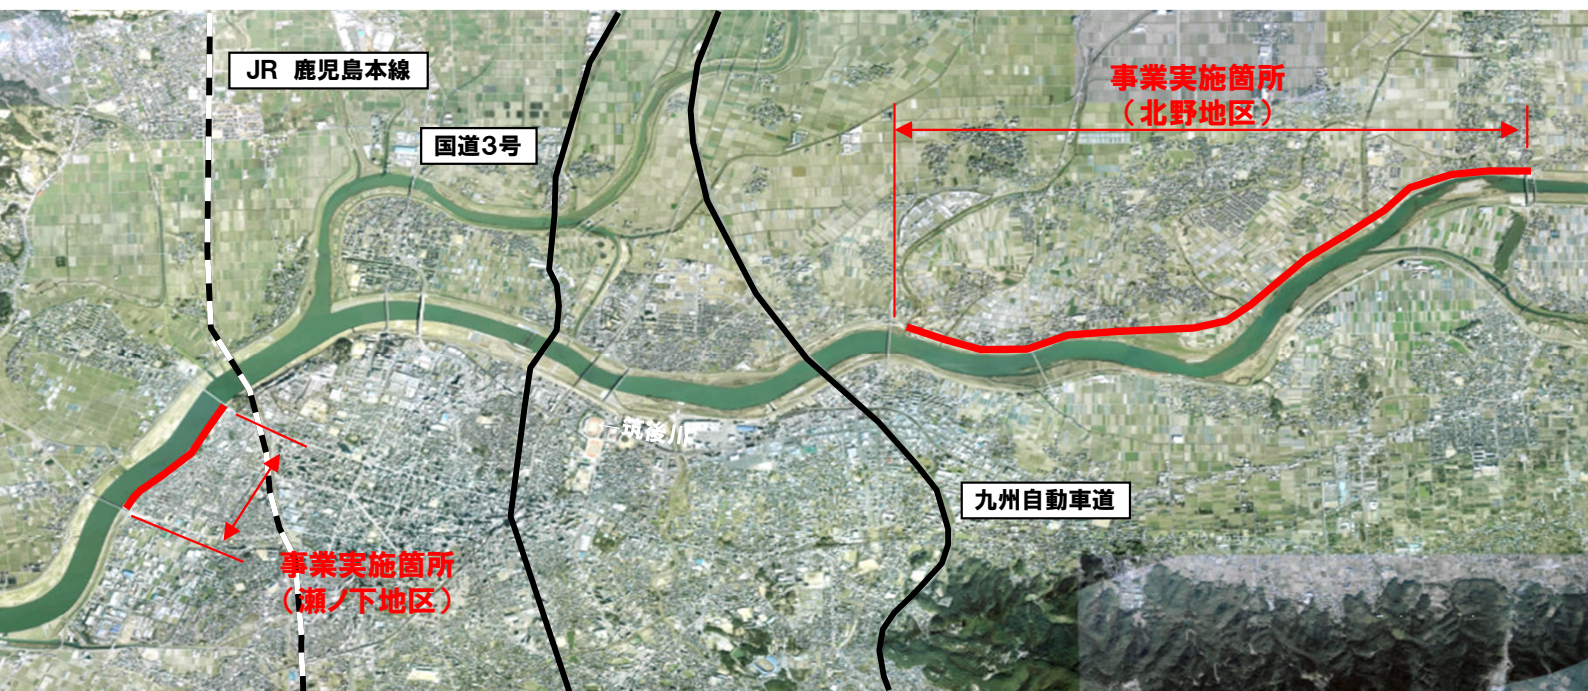 JR 鹿児島本線
国道3号
事業実施箇所
（北野地区）
筑後川
九州自動車道
事業実施箇所
（瀬ノ下地区）